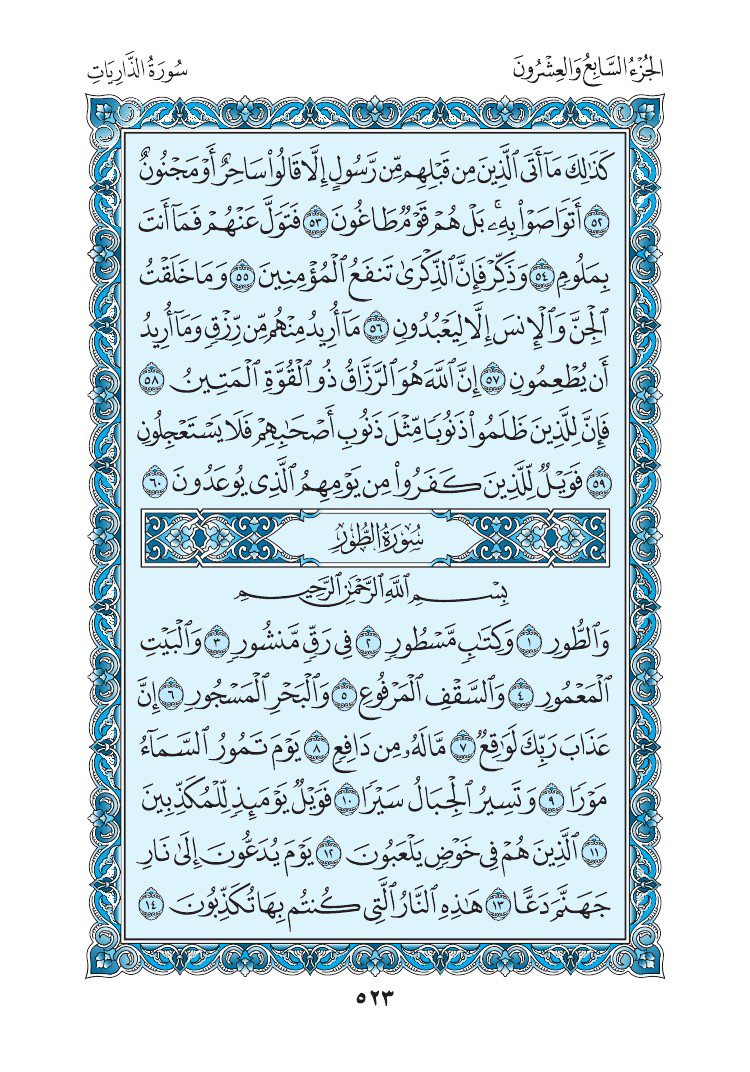 الجُزْءُ السَّابِعُ وَالعِشْرُونَ
سُورَةُ الذَّارِيَاتِ
كَذَٰلِكَ مَآ أَتَى ٱلَّذِينَ مِن قَبْلِهِم مِّن رَّسُولٍ إِلَّا قَالُوا۟ سَاحِرٌ أَوْ مَجْنُونٌ
٥٢ أَتَوَاصَوْا۟ بِهِۦ ۚ بَلْ هُمْ قَوْمٌ طَاغُونَ ٥٣ فَتَوَلَّ عَنْهُمْ فَمَآ أَنتَ
بِمَلُومٍ ٥٤ وَذَكِّرْ فَإِنَّ ٱلذِّكْرَىٰ تَنفَعُ ٱلْمُؤْمِنِينَ ٥٥ وَمَا خَلَقْتُ
ٱلْجِنَّ وَٱلْإِنسَ إِلَّا لِيَعْبُدُونِ ٥٦ مَآ أُرِيدُ مِنْهُم مِّن رِّزْقٍ وَمَآ أُرِيدُ
أَن يُطْعِمُونِ ٥٧ إِنَّ ٱللَّهَ هُوَ ٱلرَّزَّاقُ ذُو ٱلْقُوَّةِ ٱلْمَتِينُ ٥٨
فَإِنَّ لِلَّذِينَ ظَلَمُوا۟ ذَنُوبًا مِّثْلَ ذَنُوبِ أَصْحَٰبِهِمْ فَلَا يَسْتَعْجِلُونِ
٥٩ فَوَيْلٌ لِّلَّذِينَ كَفَرُوا۟ مِن يَوْمِهِمُ ٱلَّذِى يُوعَدُونَ ٦٠
سُورَةُ الطُّورِ
بِسْمِ ٱللَّهِ ٱلرَّحْمَٰنِ ٱلرَّحِيمِ
وَٱلطُّورِ ١ وَكِتَٰبٍ مَّسْطُورٍ ٢ فِى رَقٍّ مَّنشُورٍ ٣ وَٱلْبَيْتِ
ٱلْمَعْمُورِ ٤ وَٱلسَّقْفِ ٱلْمَرْفُوعِ ٥ وَٱلْبَحْرِ ٱلْمَسْجُورِ ٦ إِنَّ
عَذَابَ رَبِّكَ لَوَٰقِعٌ ٧ مَّا لَهُۥ مِن دَافِعٍ ٨ يَوْمَ تَمُورُ ٱلسَّمَآءُ
مَوْرًا ٩ وَتَسِيرُ ٱلْجِبَالُ سَيْرًا ١٠ فَوَيْلٌ يَوْمَئِذٍ لِّلْمُكَذِّبِينَ
١١ ٱلَّذِينَ هُمْ فِى خَوْضٍ يَلْعَبُونَ ١٢ يَوْمَ يُدَعُّونَ إِلَىٰ نَارِ
جَهَنَّمَ دَعًّا ١٣ هَٰذِهِ ٱلنَّارُ ٱلَّتِى كُنتُم بِهَا تُكَذِّبُونَ ١٤
٥٢٣